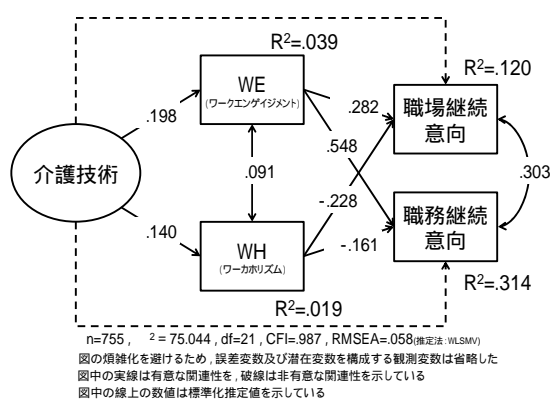 R²=.039
R²=.120
WE
(ワークエンゲイジメント)
職場継続
意向
.282
.198
.548
介護技術
.091
.303
-.228
職務継続
意向
.140
WH
(ワーカホリズム)
-.161
R²=.314
R²=.019
n=755 , ² = 75.044 , df=21 , CFI=.987 , RMSEA=.058(推定法:WLSMV)
図の煩雑化を避けるため,誤差変数及び潜在変数を構成する観測変数は省略した
図中の実線は有意な関連性を,破線は非有意な関連性を示している
図中の線上の数値は標準化推定値を示している